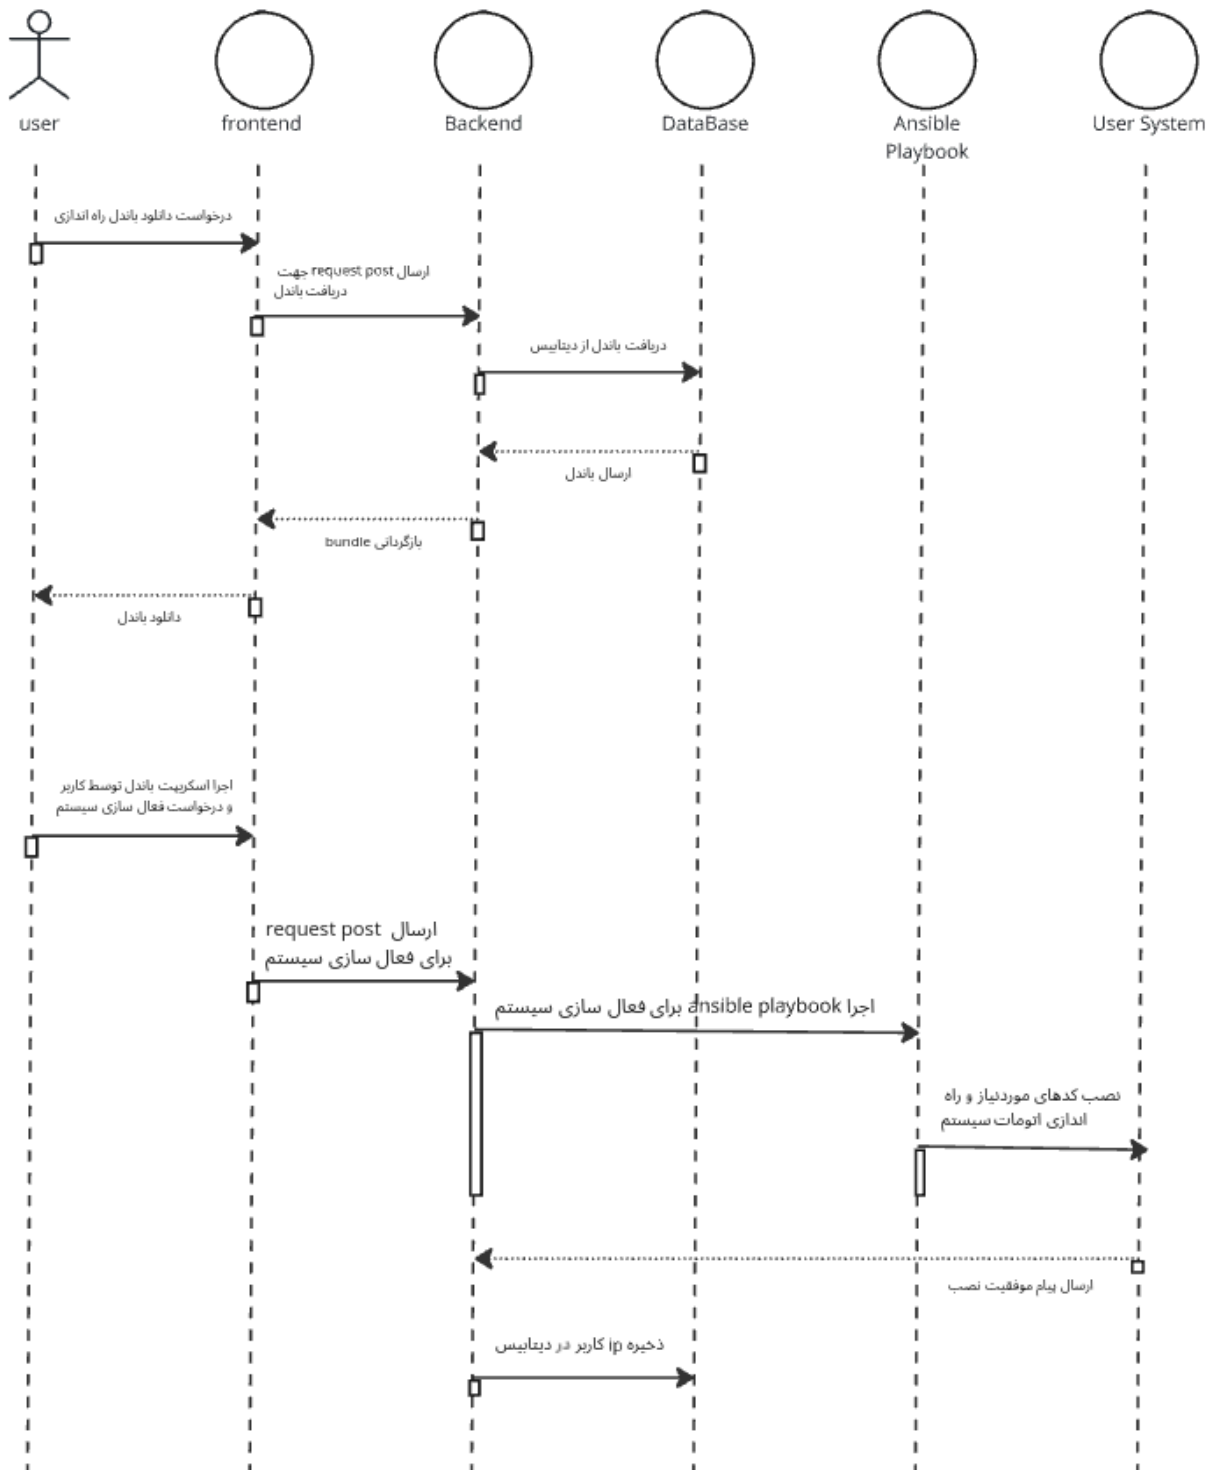 user
frontend
Backend
DataBase
Ansible
Playbook
User System
درخواست دانلود باندل راه اندازی
ارسال request post جهت
دریافت باندل
دریافت باندل از دیتابیس
ارسال باندل
بازگردانی bundle
دانلود باندل
اجرا اسکریپت باندل توسط کاربر
و درخواست فعال سازی سیستم
ارسال request post
برای فعال سازی سیستم
اجرا ansible playbook برای فعال سازی سیستم
نصب کدهای موردنیاز و راه
اندازی اتومات سیستم
ارسال پیام موفقیت نصب
ذخیره ip کاربر در دیتابیس